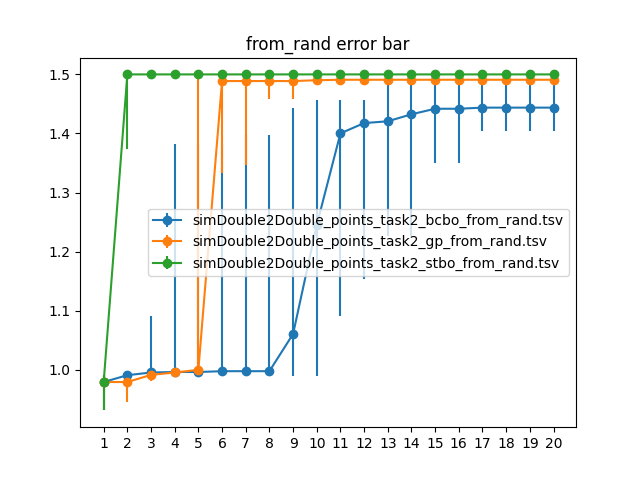 from_rand error bar
1.5
1.4
1.3
1.2
1.1
1.0
simDouble2Double_points_task2_bcbo_from_rand.tsv
simDouble2Double_points_task2_gp_from_rand.tsv
simDouble2Double_points_task2_stbo_from_rand.tsv
1 2 3 4 5 6 7 8 9 10 11 12 13 14 15 16 17 18 19 20